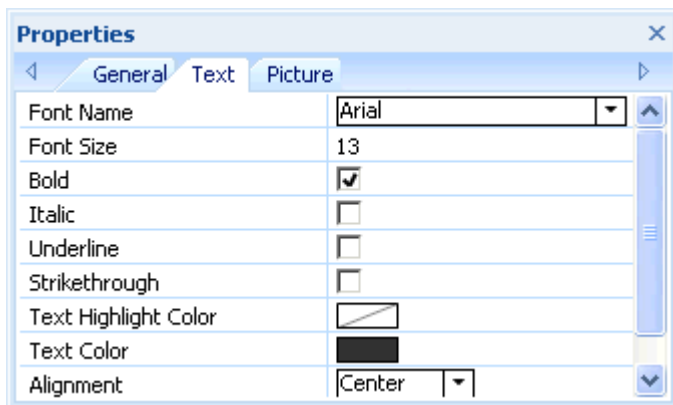 Properties
General Text Picture
Font Name Arial
Font Size 13
Bold
Italic
Underline
Strikethrough
Text Highlight Color
Text Color
Alignment Center